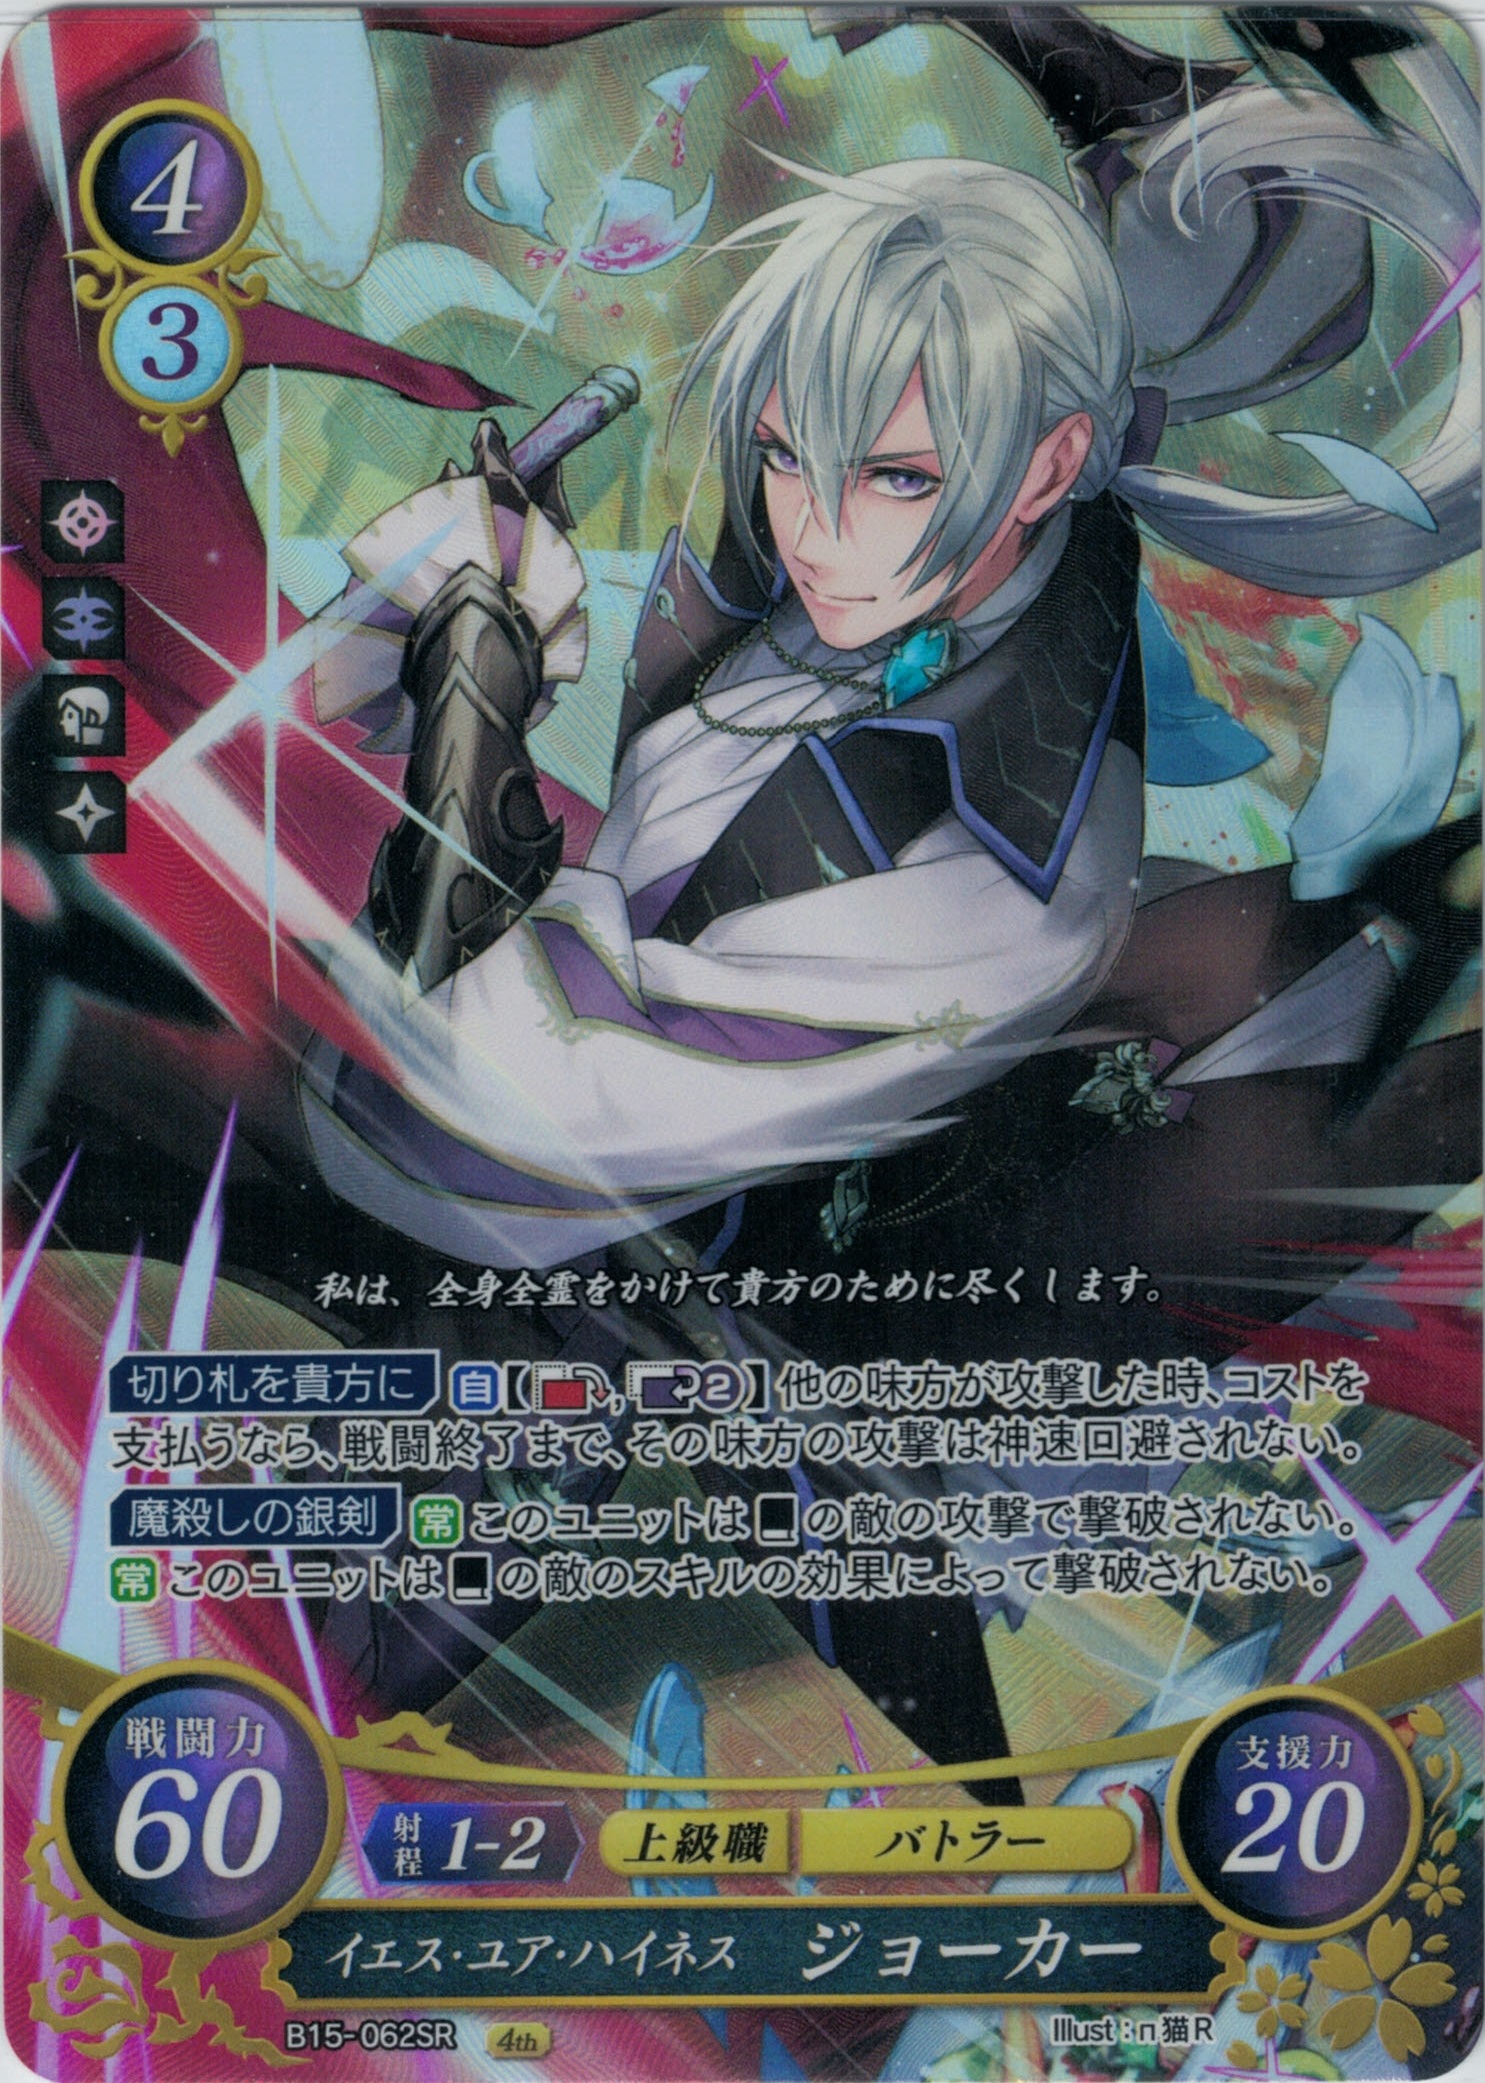 4
3
私は、全身全霊をかけて貴方のために尽くします。
切り札を貴方に 自【 , 2】他の味方が攻撃した時、コストを
支払うなら、戦闘終了まで、その味方の攻撃は神速回避されない。
魔殺しの銀剣 常 このユニットは の敵の攻撃で撃破されない。
常 このユニットは の敵のスキルの効果によって撃破されない。
戦闘力
60
射程 1-2
上級職
バトラー
支援力
20
イエス・ユア・ハイネス ジョーカー
B15-062SR 4th
Illust：п猫R